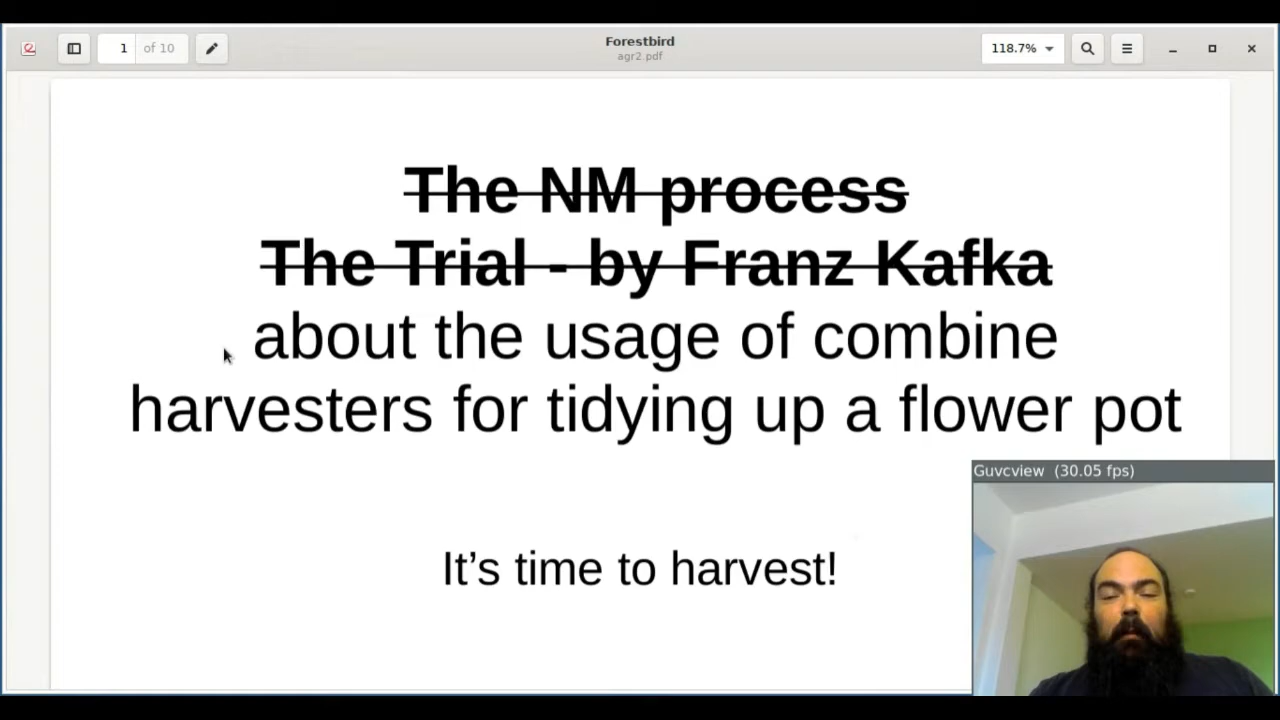 Forestbird
agr2.pdf
1 of 10
118.7%
The NM process
The Trial - by Franz Kafka
about the usage of combine
harvesters for tidying up a flower pot
It’s time to harvest!
Guvcview (30.05 fps)